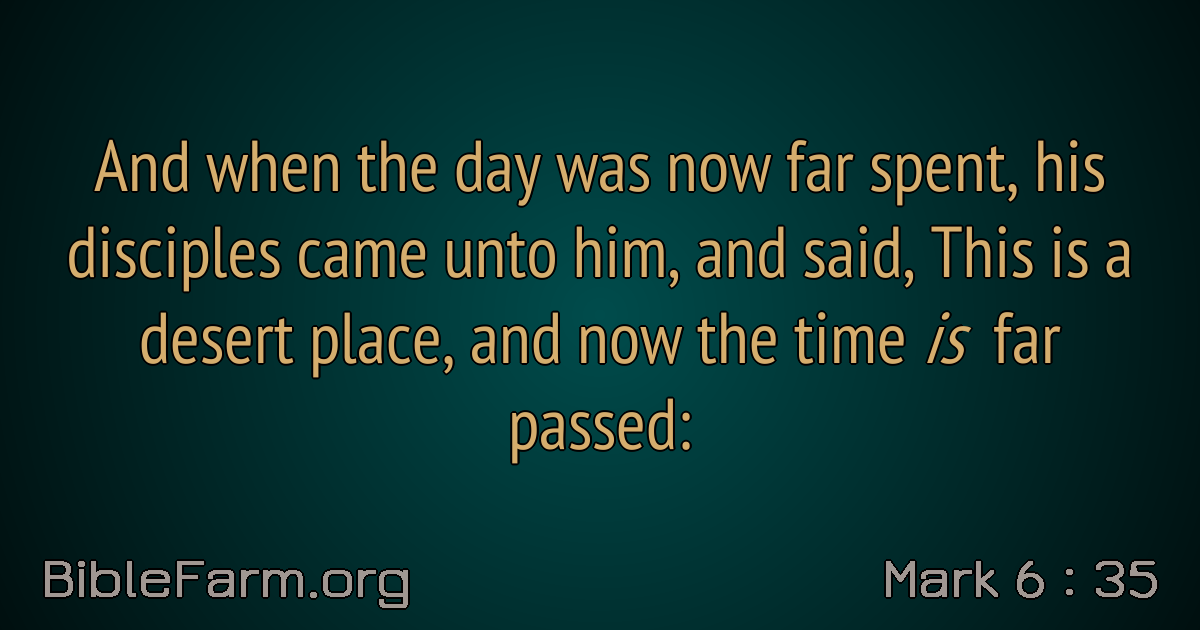 And when the day was now far spent, his
disciples came unto him, and said, This is a
desert place, and now the time is far
passed:
BibleFarm.org
Mark 6 : 35